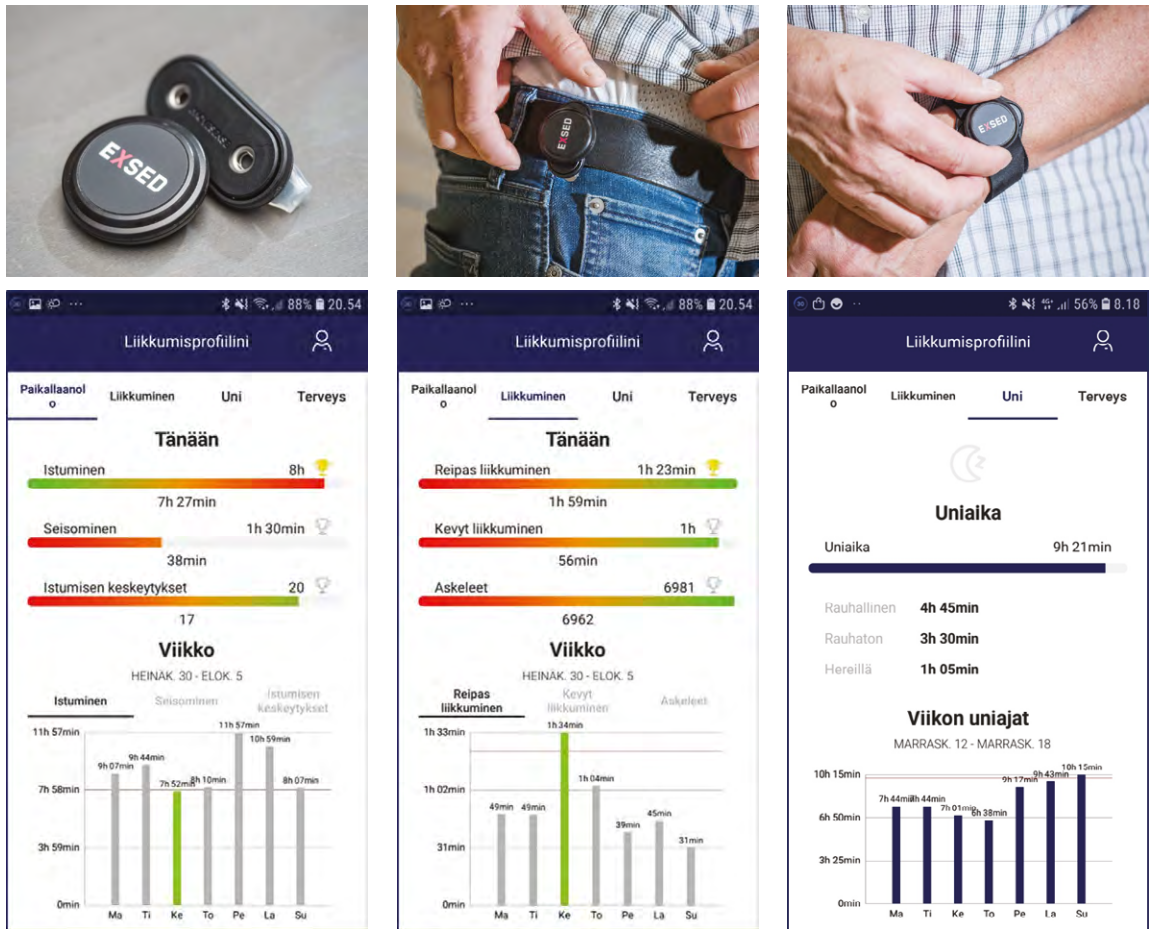 EXSED
EXSED
EXSED
88% 20.54
Liikkumisprofiilini
Paikallaanol
o
Liikkuminen
Uni
Terveys
Tänään
Istuminen 8h
7h 27min
Seisominen 1h 30min
38min
Istumisen keskeytykset 20
17
Viikko
HEINÄK. 30 - ELOK. 5
Istuminen
Seisominen
Istumisen
keskeytykset
11h 57min
7h 58min
3h 59min
0min
9h 07min
9h 44min
7h 52min
8h 10min
11h 57min
10h 59min
8h 07min
Ma Ti Ke To Pe La Su
88% 20.54
Liikkumisprofiilini
Paikallaanol
o
Liikkuminen
Uni
Terveys
Tänään
Reipas liikkuminen 1h 23min
1h 59min
Kevyt liikkuminen 1h
56min
Askeleet 6981
6962
Viikko
HEINÄK. 30 - ELOK. 5
Reipas
liikkuminen
Kevyt
liikkuminen
Askeleet
1h 33min
1h 02min
31min
0min
49min
49min
1h 34min
1h 04min
39min
45min
31min
Ma Ti Ke To Pe La Su
4G+ 56% 8.18
Liikkumisprofiilini
Paikallaanol
o
Liikkuminen
Uni
Terveys
Uniaika
Uniaika 9h 21min
Rauhallinen 4h 45min
Rauhaton 3h 30min
Hereillä 1h 05min
Viikon uniajat
MARRASK. 12 - MARRASK. 18
10h 15min
6h 50min
3h 25min
0min
7h 44min
7h 44min
7h 01min
6h 38min
9h 17min
9h 43min
10h 15min
Ma Ti Ke To Pe La Su